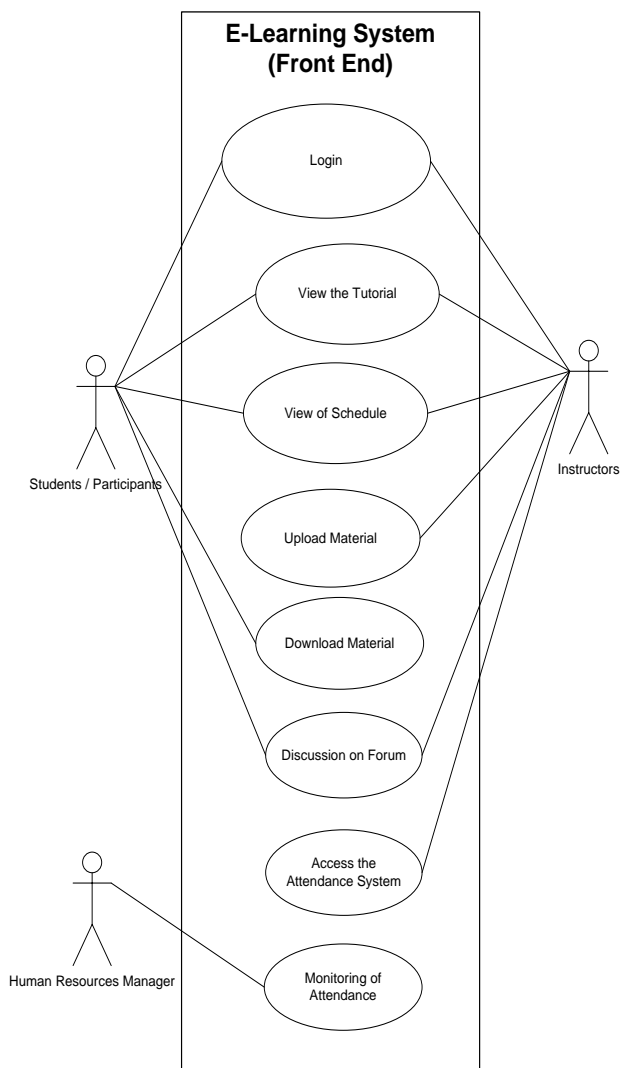 E-Learning System
(Front End)
Login
View the Tutorial
View of Schedule
Students / Participants
Instructors
Upload Material
Download Material
Discussion on Forum
Access the
Attendance System
Human Resources Manager
Monitoring of
Attendance